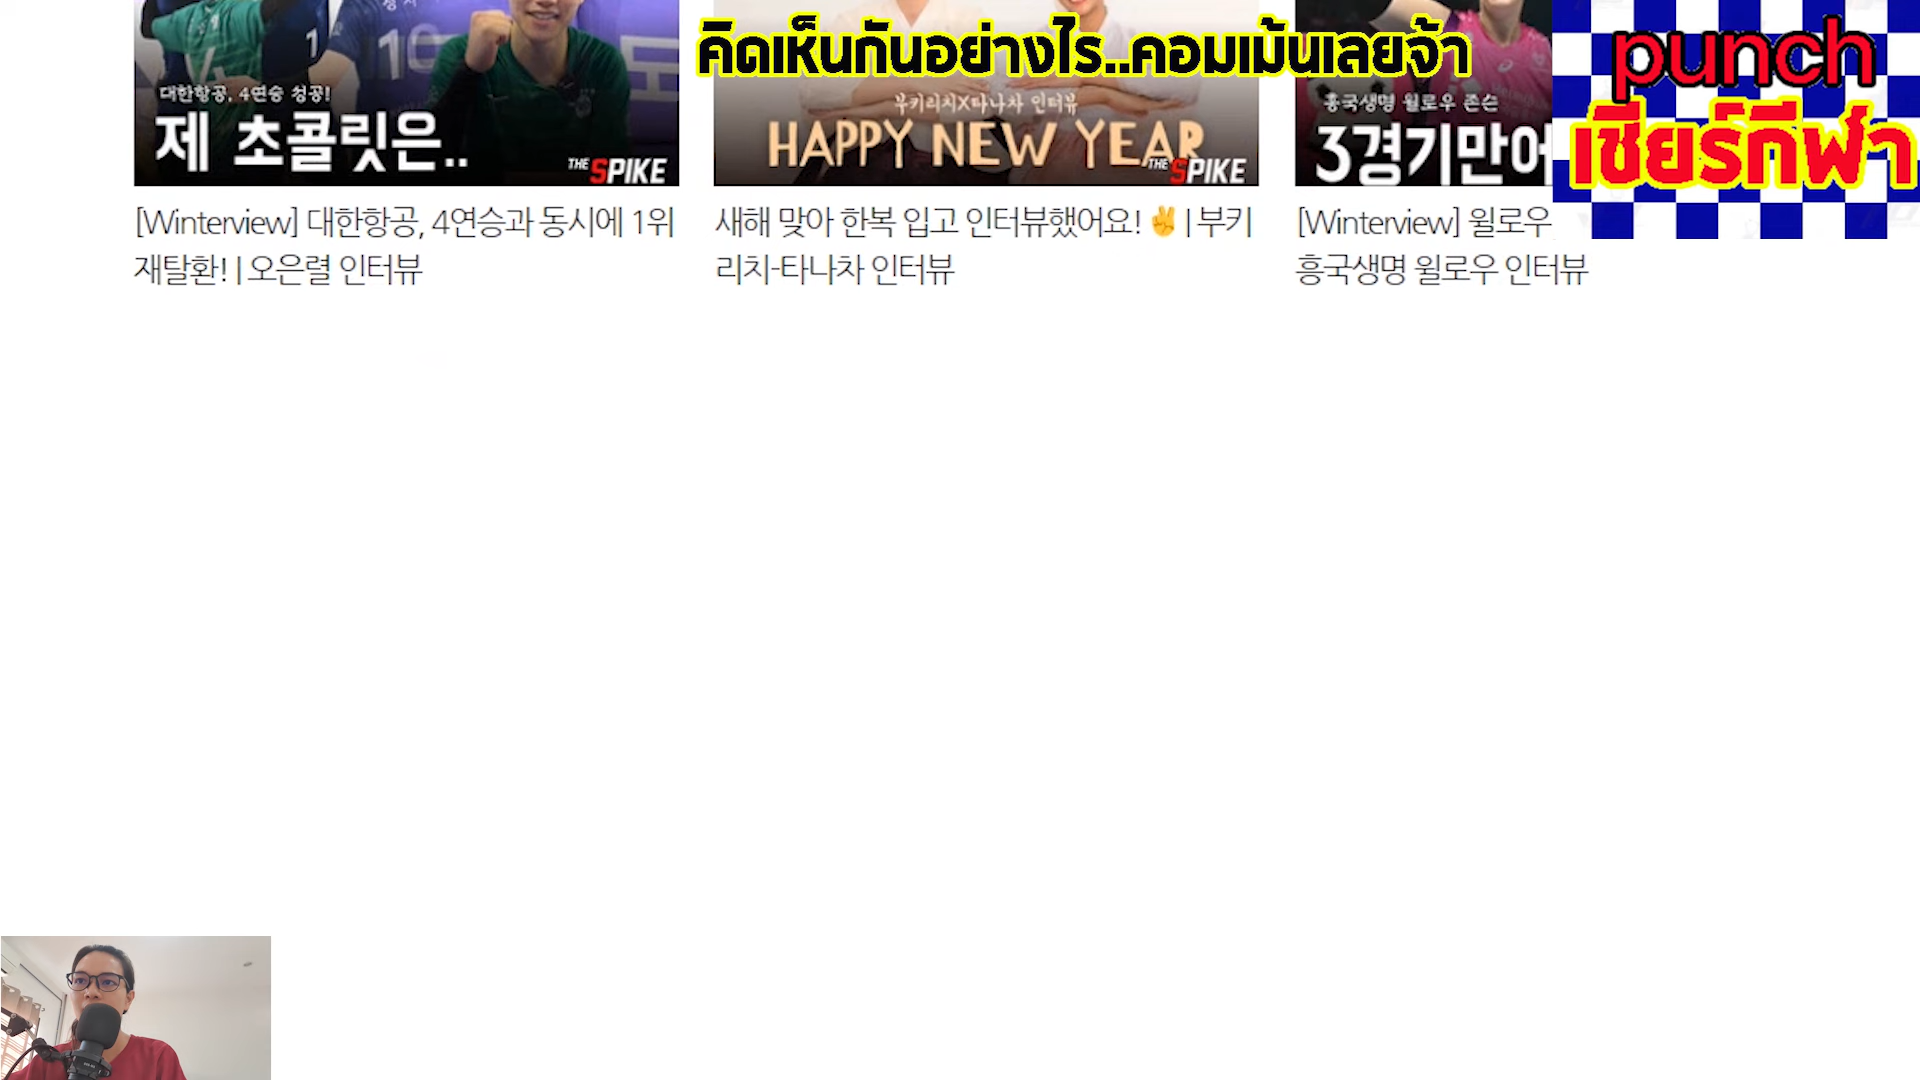 คิดเห็นกันอย่างไร..คอมเม้นเลยจ้า
punch
เชียร์กีฬา
1
10
대한항공, 4연승 성공!
제 초콜릿은..
THE SPIKE
부키리치X타나차 인터뷰
HAPPY NEW YEAR
THE SPIKE
흥국생명 윌로우 존슨
3경기만에
[Winterview] 대한항공, 4연승과 동시에 1위
재탈환! | 오은렬 인터뷰
새해 맞아 한복 입고 인터뷰했어요! ✌ | 부키
리치-타나차 인터뷰
[Winterview] 윌로우
흥국생명 윌로우 인터뷰